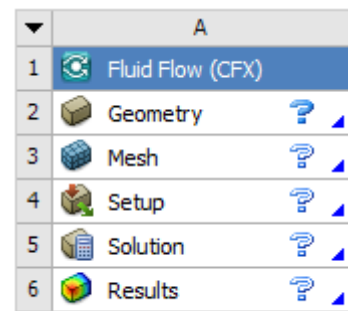 A
1 Fluid Flow (CFX)
2 Geometry ?
3 Mesh ?
4 Setup ?
5 Solution ?
6 Results ?